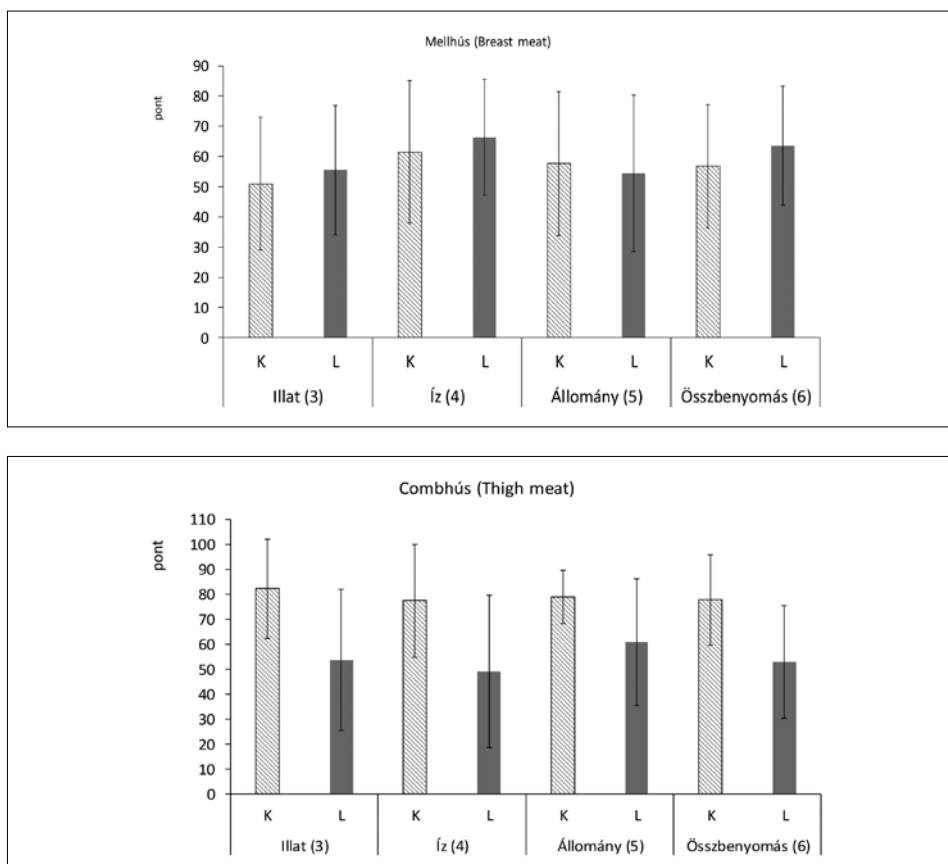 Mellhús (Breast meat)
pont
90
80
70
60
50
40
30
20
10
0
K L K L K L K L
Illat (3) Íz (4) Állomány (5) Összbenyomás (6)
Combhús (Thigh meat)
pont
110
100
90
80
70
60
50
40
30
20
10
0
K L K L K L K L
Illat (3) Íz (4) Állomány (5) Összbenyomás (6)